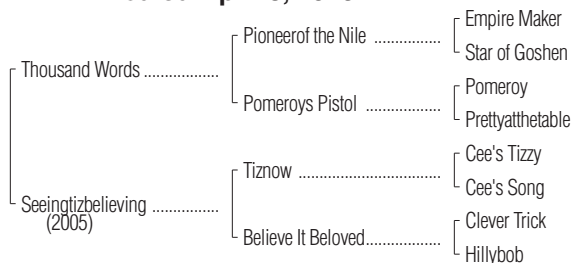 Empire Maker
Pioneerof the Nile ..................
Star of Goshen
Thousand Words .................
Pomeroy
Pomeroys Pistol .................
Prettyatthetable
Cee's Tizzy
Tiznow ................................
Cee's Song
Seeingtizbelieving ...............
(2005)
Clever Trick
Believe It Beloved.................
Hillybob